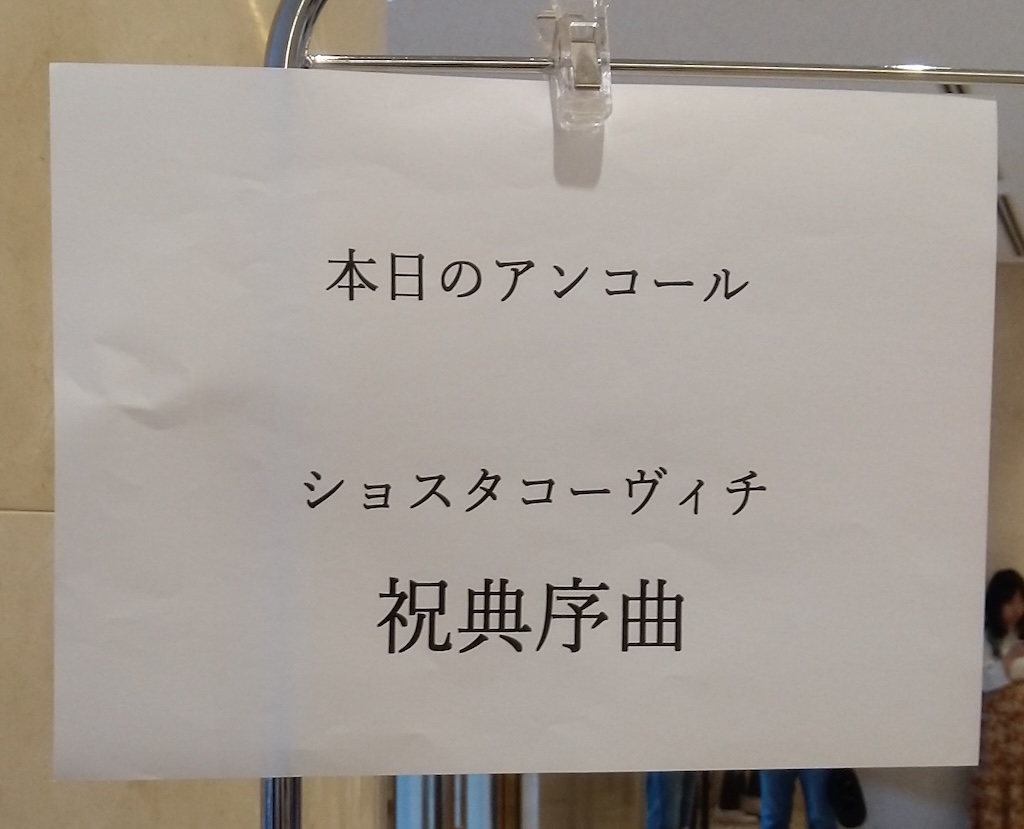 本日のアンコール
ショスタコーヴィチ
祝典序曲